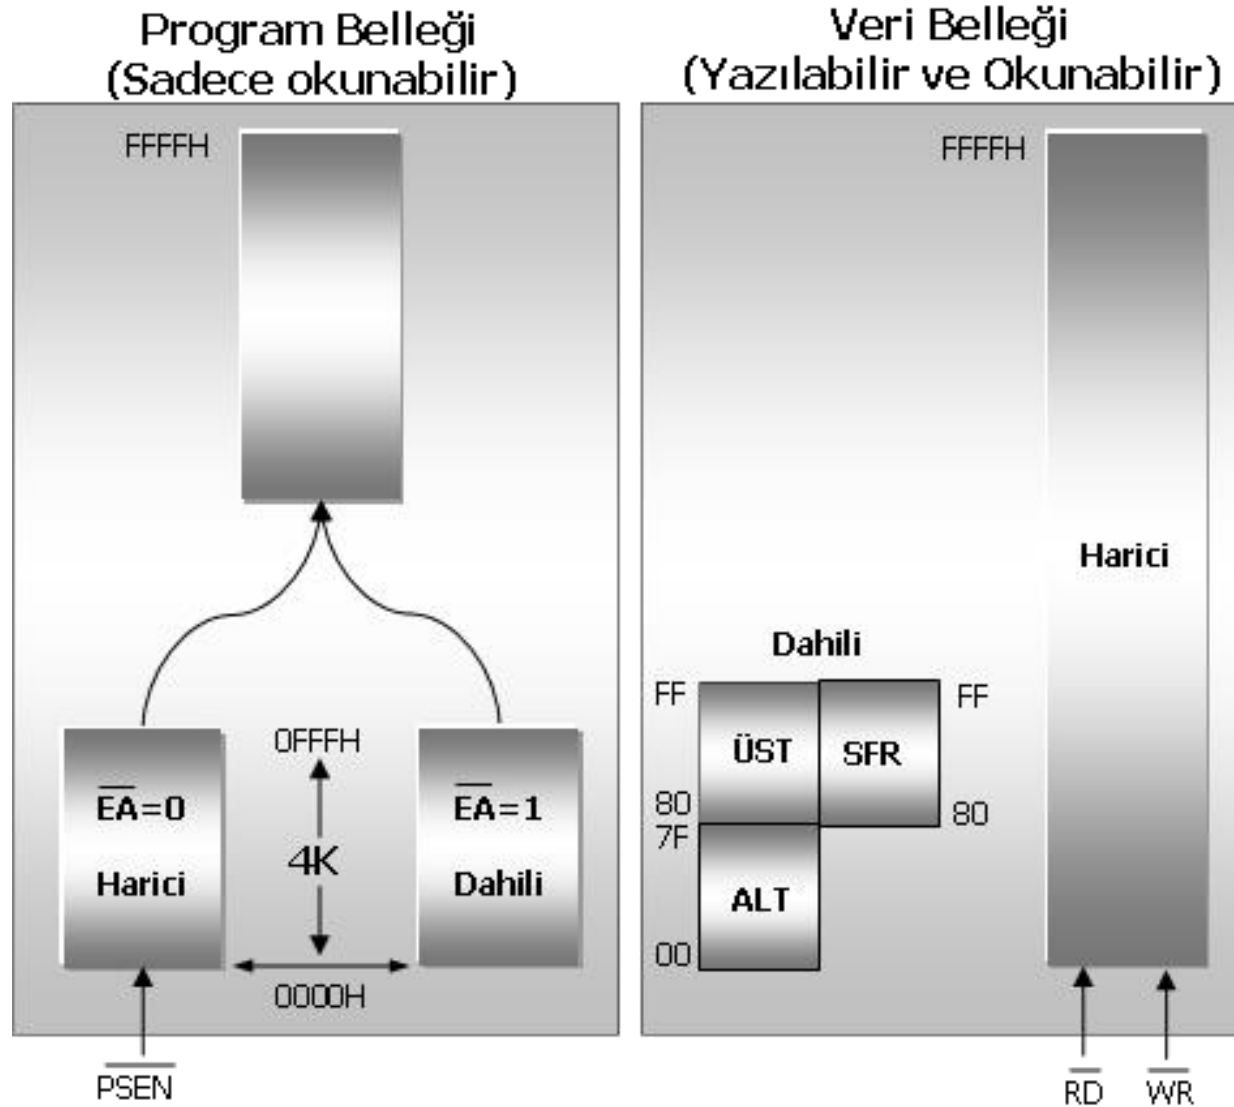 Program Belleği
(Sadece okunabilir)
FFFFH
0FFFH
EA=0
Harici
4K
EA=1
Dahili
0000H
PSEN
Veri Belleği
(Yazılabilir ve Okunabilir)
FFFFH
Harici
Dahili
FF
ÜST
SFR
FF
80
80
7F
ALT
00
RD
WR